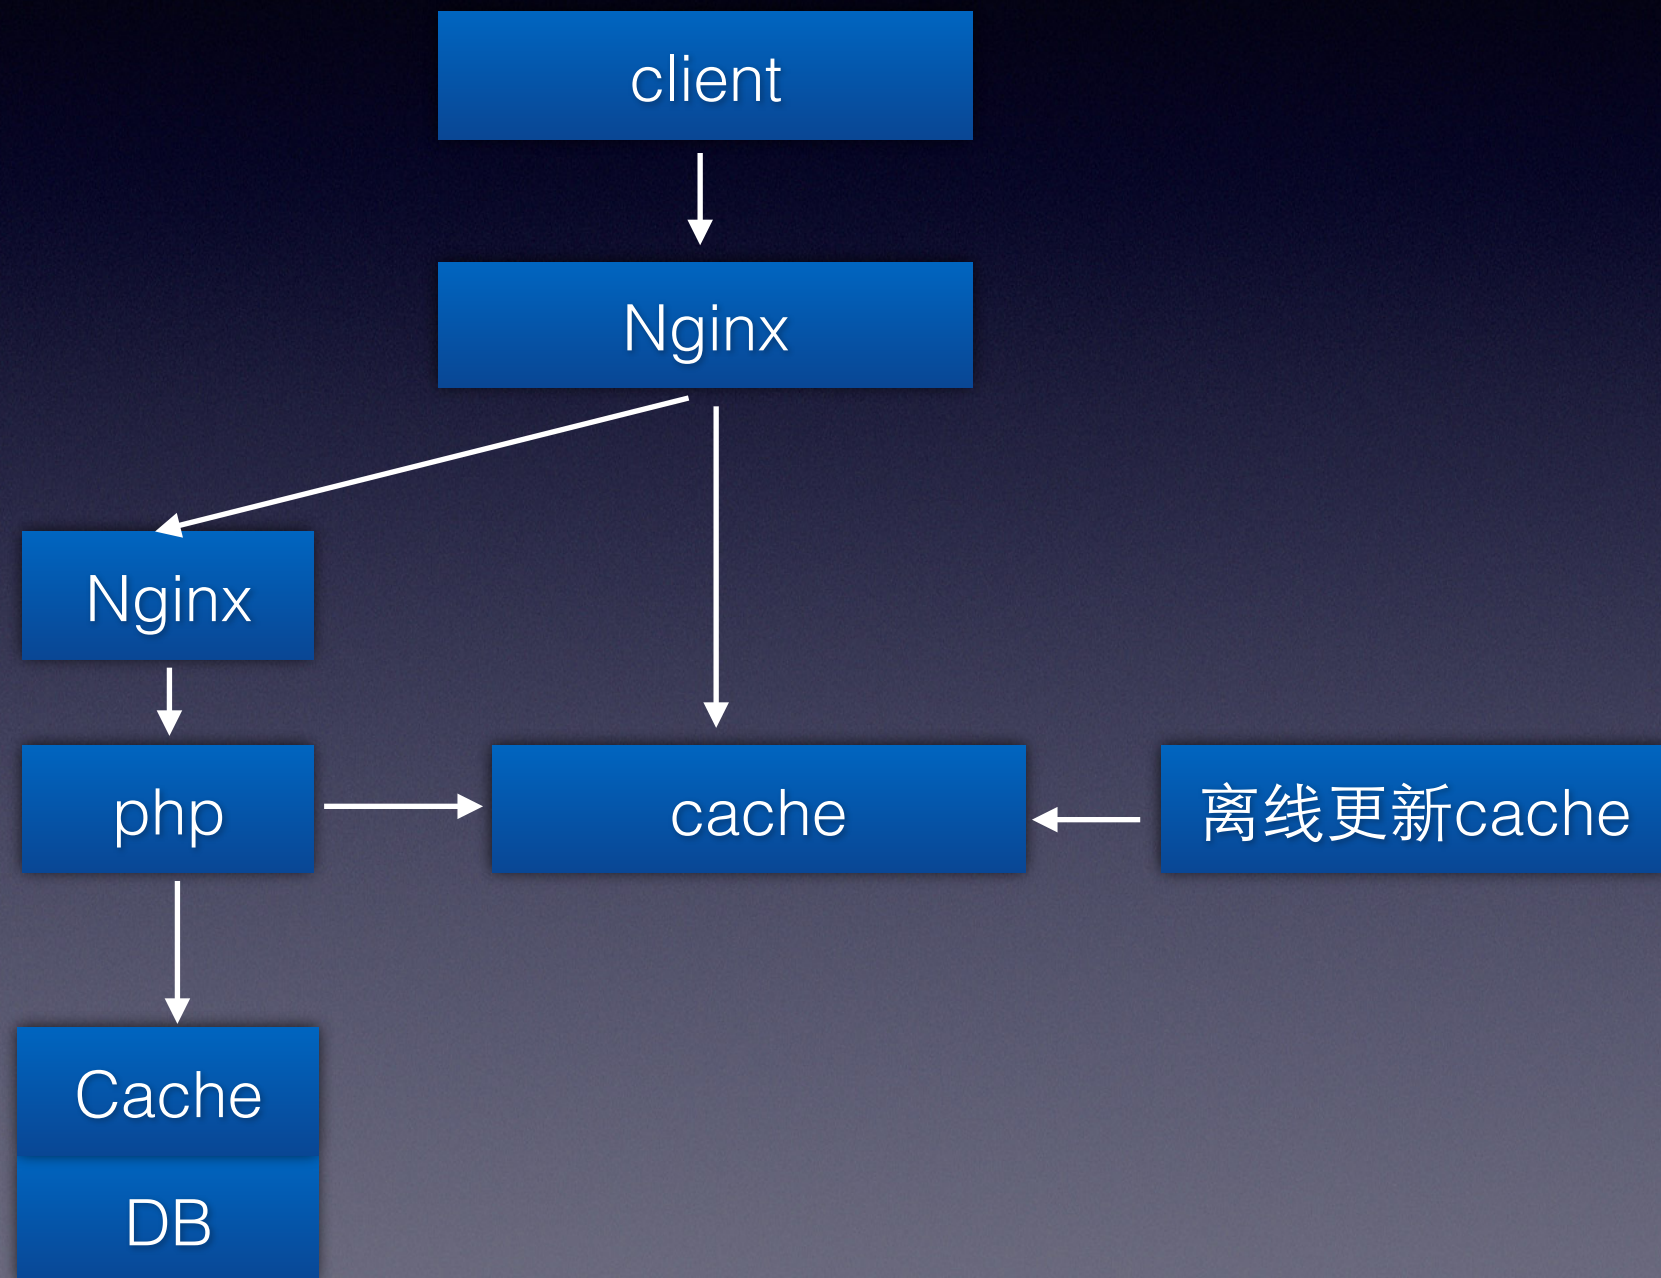 client
Nginx
Nginx
php
cache
离线更新cache
Cache
DB